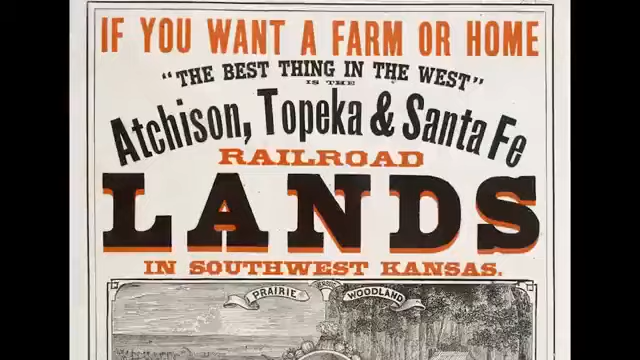 IF YOU WANT A FARM OR HOME
"THE BEST THING IN THE WEST"
IS THE
Atchison, Topeka & Santa Fe
RAILROAD
LANDS
IN SOUTHWEST KANSAS.
PRAIRIE
AND
WOODLAND